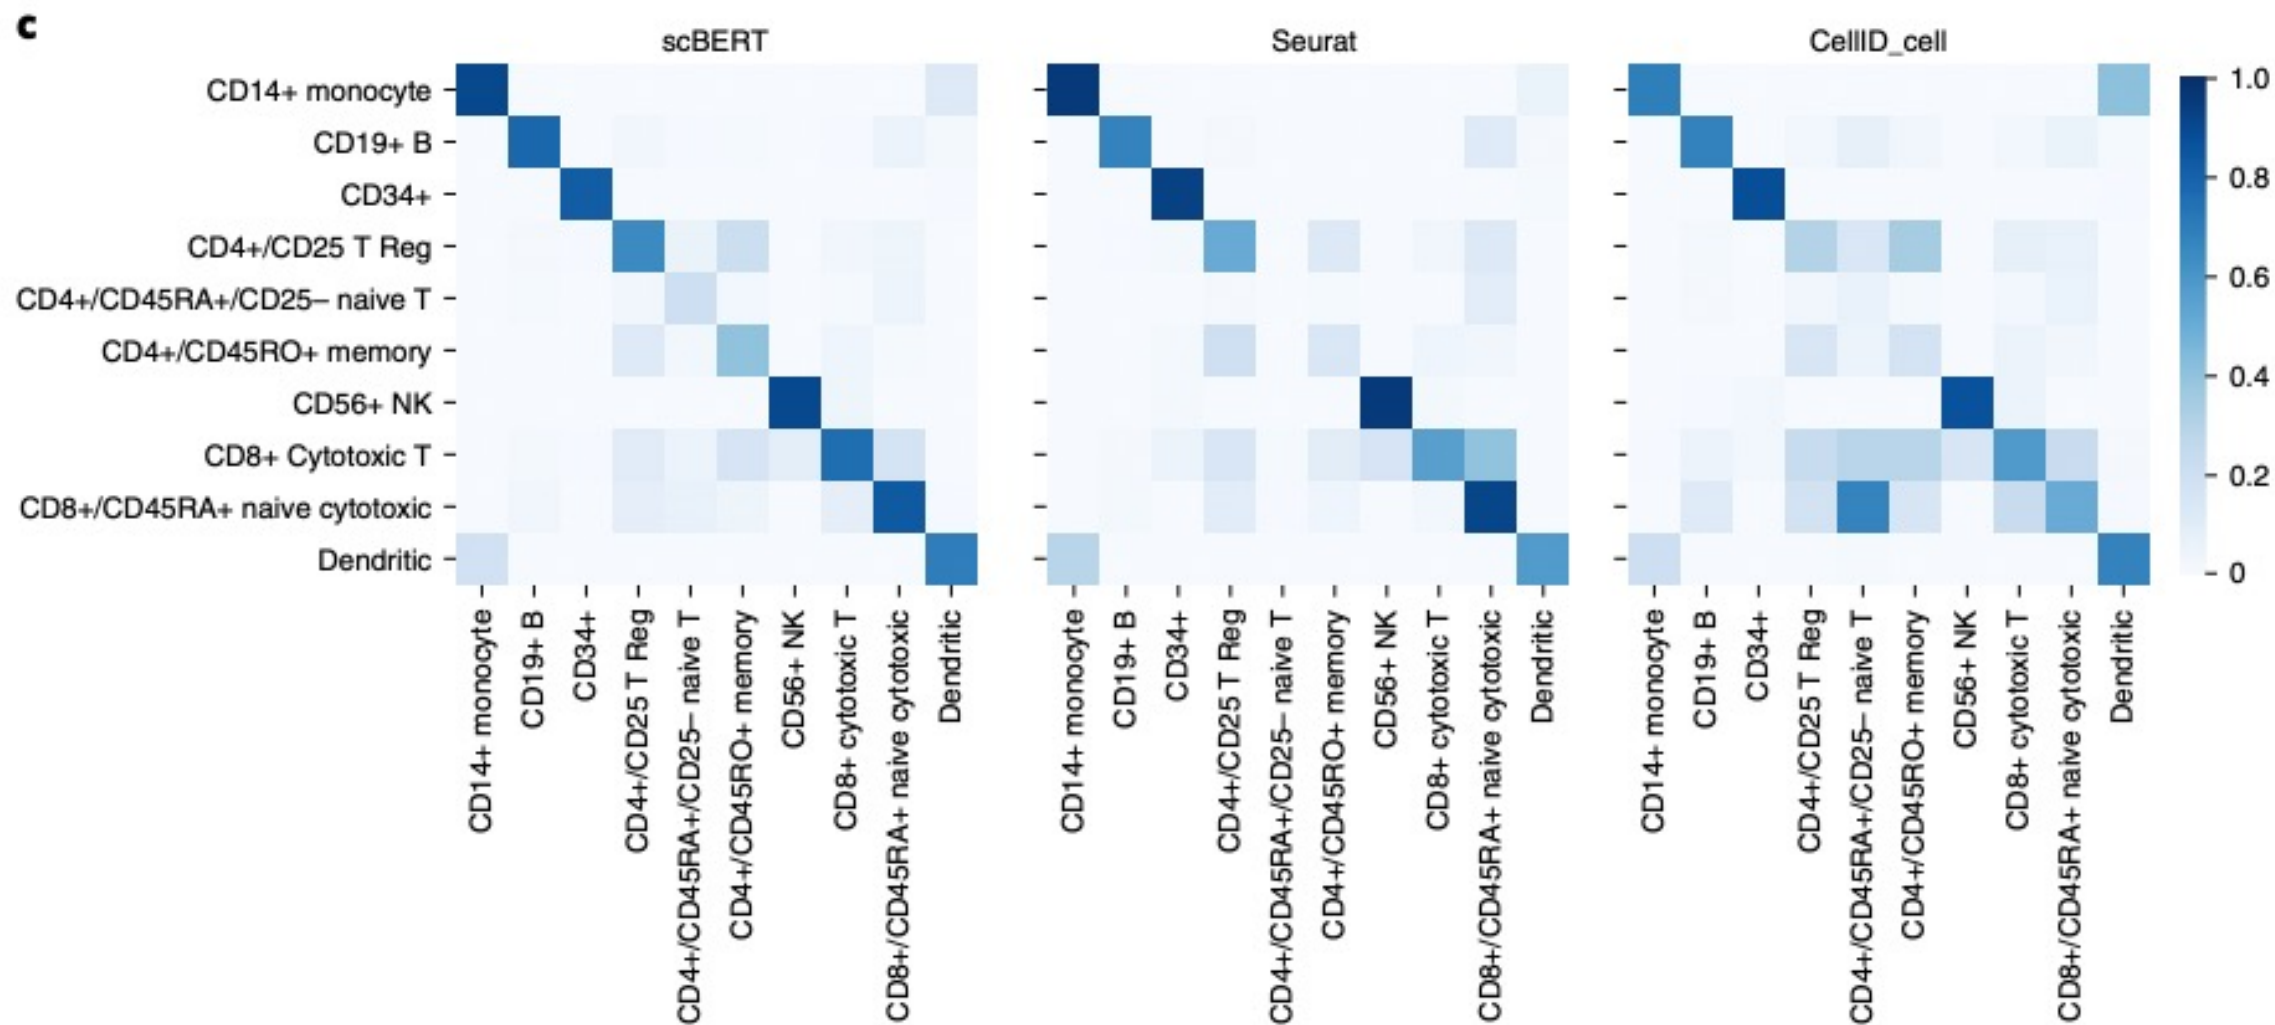 c
scBERT
Seurat
CellID_cell
CD14+ monocyte
CD19+ B
CD34+
CD4+/CD25 T Reg
CD4+/CD45RA+/CD25– naive T
CD4+/CD45RO+ memory
CD56+ NK
CD8+ Cytotoxic T
CD8+/CD45RA+ naive cytotoxic
Dendritic
1.0
0.8
0.6
0.4
0.2
0
CD14+ monocyte
CD19+ B
CD34+
CD4+/CD25 T Reg
CD4+/CD45RA+/CD25– naive T
CD4+/CD45RO+ memory
CD56+ NK
CD8+ cytotoxic T
CD8+/CD45RA+ naive cytotoxic
Dendritic
CD14+ monocyte
CD19+ B
CD34+
CD4+/CD25 T Reg
CD4+/CD45RA+/CD25– naive T
CD4+/CD45RO+ memory
CD56+ NK
CD8+ cytotoxic T
CD8+/CD45RA+ naive cytotoxic
Dendritic
CD14+ monocyte
CD19+ B
CD34+
CD4+/CD25 T Reg
CD4+/CD45RA+/CD25– naive T
CD4+/CD45RO+ memory
CD56+ NK
CD8+ cytotoxic T
CD8+/CD45RA+ naive cytotoxic
Dendritic